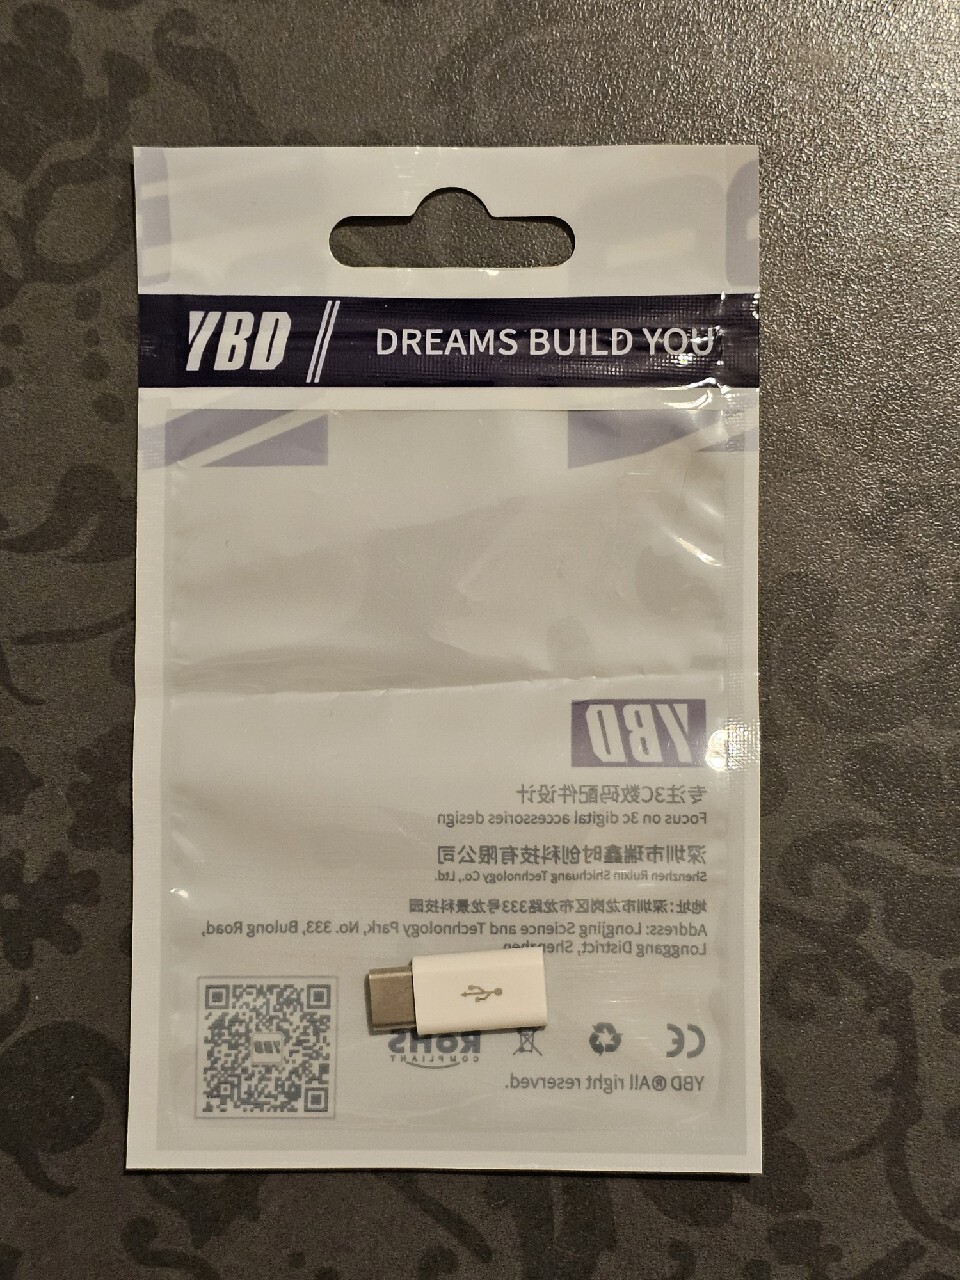 YBD // DREAMS BUILD YOU
YBD
专注3C数码配件设计
Focus on 3c digital accessories design
深圳市瑞鑫时创科技有限公司
Shenzhen Ruixin Shichuang Technology Co., Ltd.
地址:深圳市龙岗区布龙路333号龙景科技园
Address: Longjing Science and Technology Park, No. 333, Bulong Road,
Longgang District, Shenzhen
CE RoHS
COMPLIANT
YBD
YBD ®All right reserved.